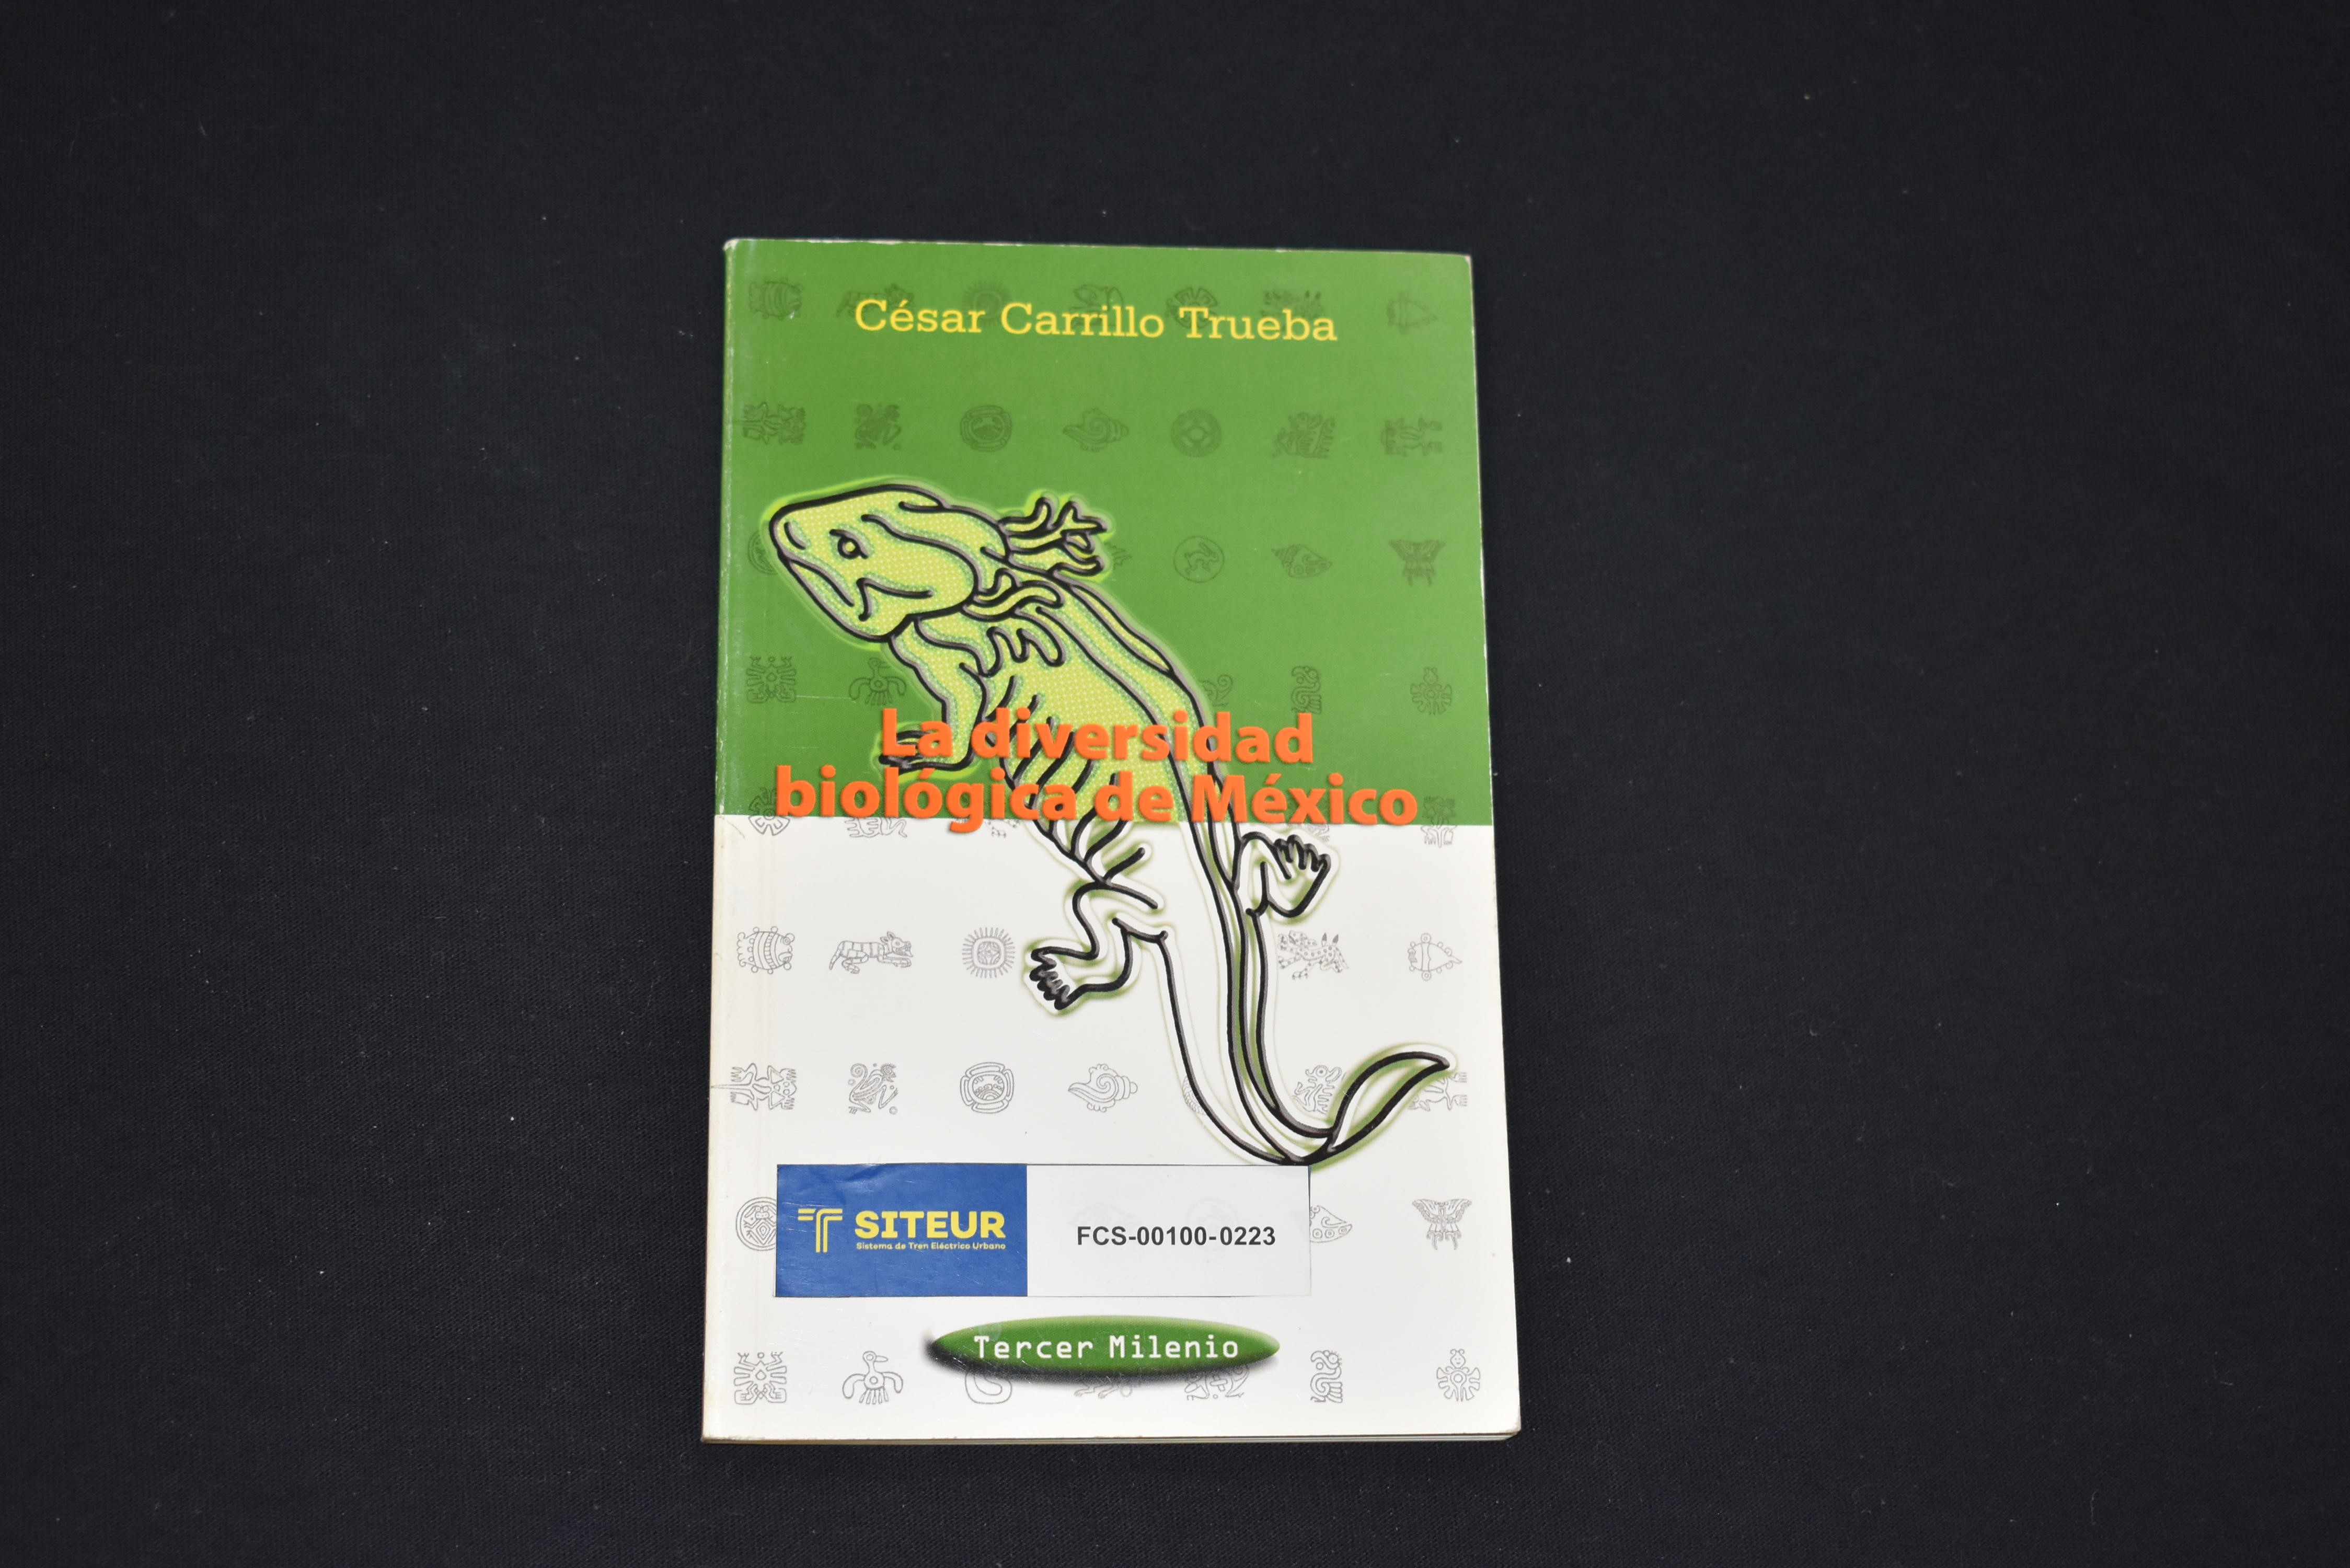 César Carrillo Trueba
La diversidad
biológica de México
SITEUR
Sistema de Tren Eléctrico Urbano
FCS-00100-0223
Tercer Milenio